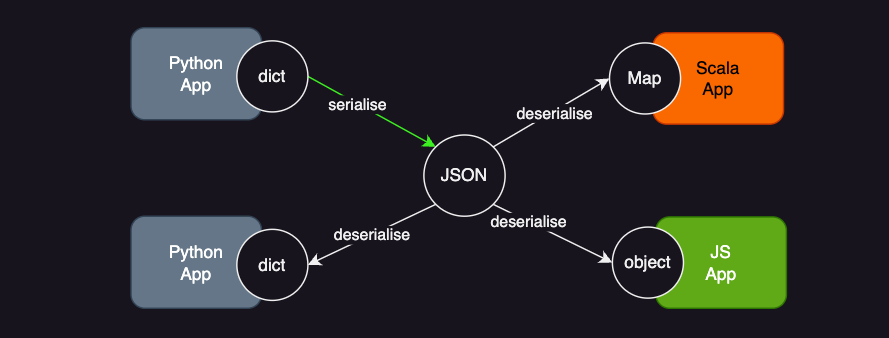 Python
App
dict
serialise
JSON
deserialise
Map
Scala
App
deserialise
dict
Python
App
deserialise
object
JS
App